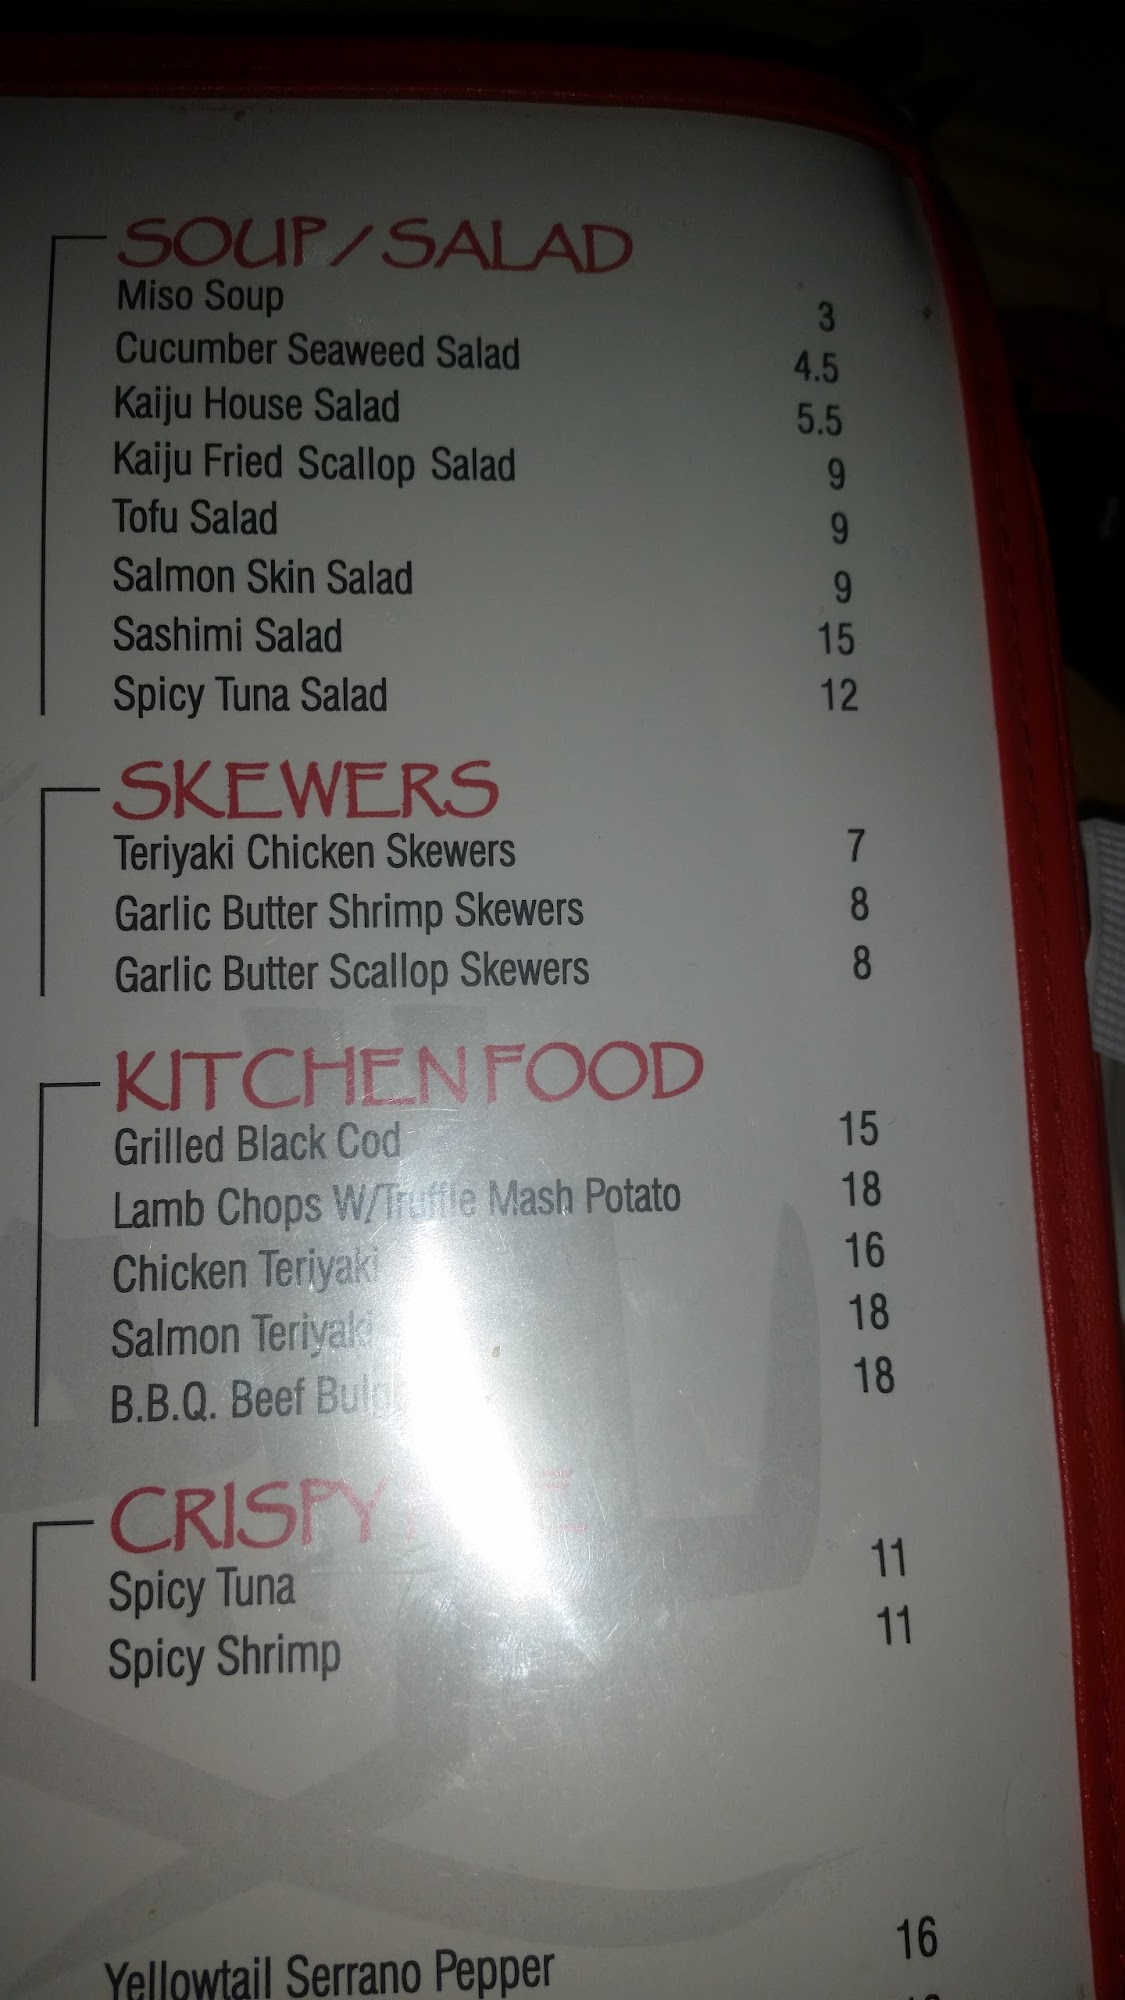 SOUP / SALAD
Miso Soup 3
Cucumber Seaweed Salad 4.5
Kaiju House Salad 5.5
Kaiju Fried Scallop Salad 9
Tofu Salad 9
Salmon Skin Salad 9
Sashimi Salad 15
Spicy Tuna Salad 12
SKEWERS
Teriyaki Chicken Skewers 7
Garlic Butter Shrimp Skewers 8
Garlic Butter Scallop Skewers 8
KITCHEN FOOD
Grilled Black Cod 15
Lamb Chops W/Truffle Mash Potato 18
Chicken Teriyaki 16
Salmon Teriyaki 18
B.B.Q. Beef 18
CRISPY
Spicy Tuna 11
Spicy Shrimp 11
Yellowtail Serrano Pepper 16